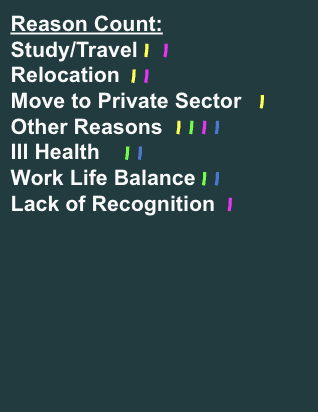 Reason Count:
Study/Travel
Relocation
Move to Private Sector
Other Reasons
Ill Health
Work Life Balance
Lack of Recognition